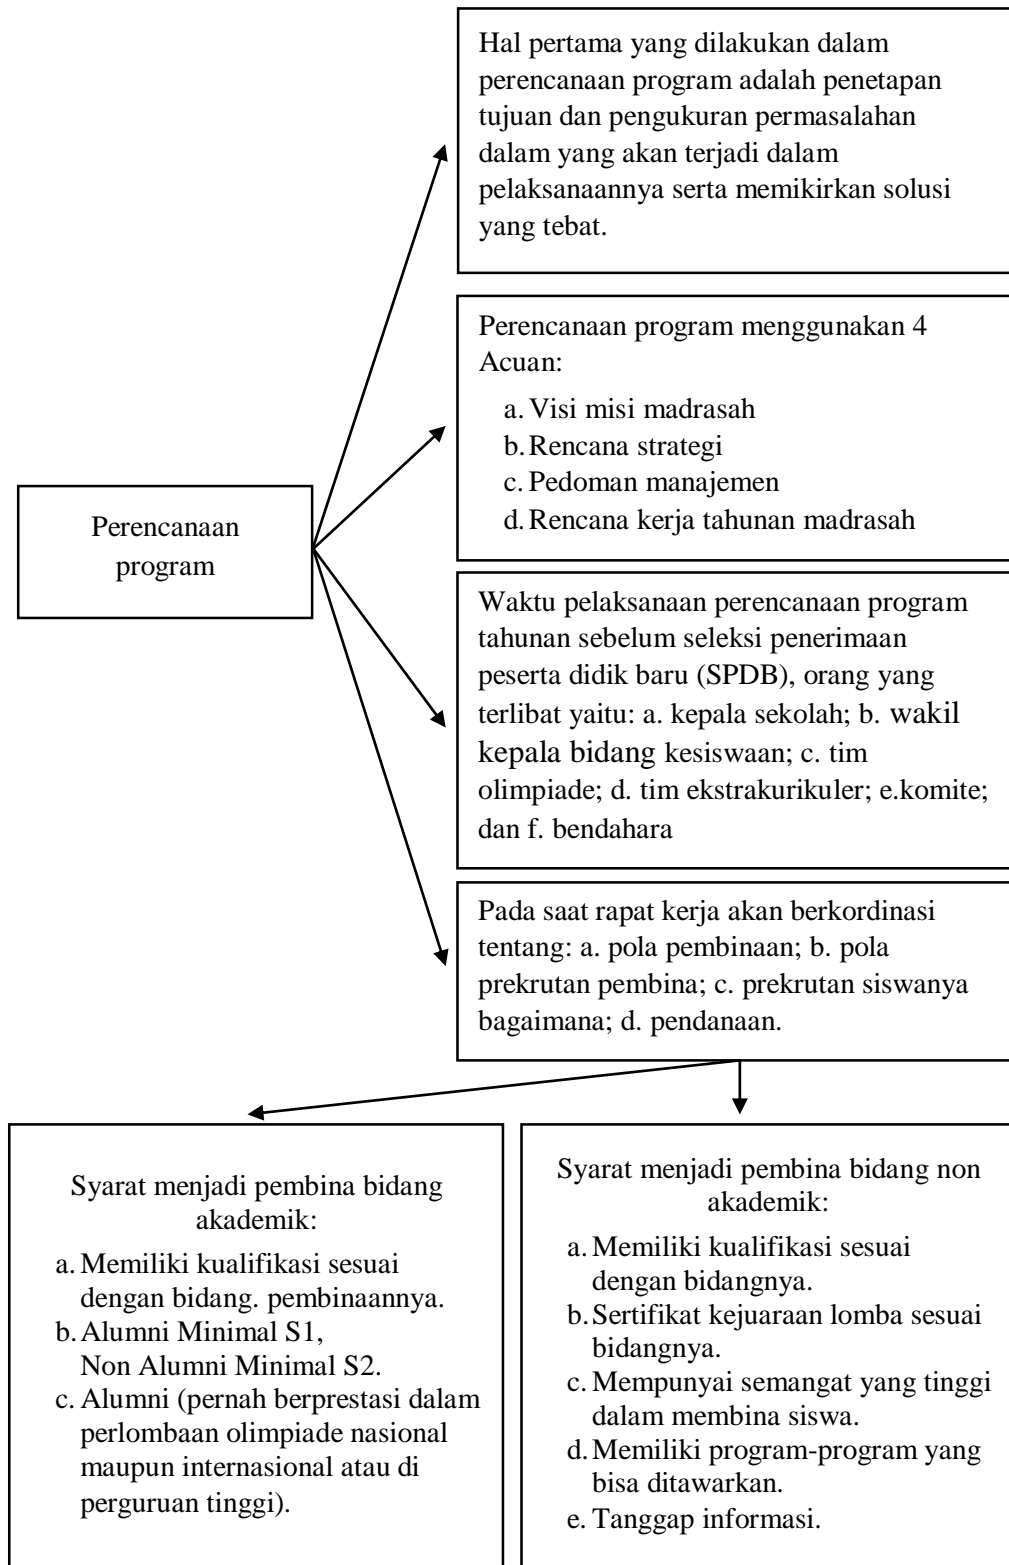 Hal pertama yang dilakukan dalam
perencanaan program adalah penetapan
tujuan dan pengukuran permasalahan
dalam yang akan terjadi dalam
pelaksanaannya serta memikirkan solusi
yang tebat.
Perencanaan program menggunakan 4
Acuan:
a. Visi misi madrasah
b. Rencana strategi
c. Pedoman manajemen
d. Rencana kerja tahunan madrasah
Perencanaan
program
Waktu pelaksanaan perencanaan program
tahunan sebelum seleksi penerimaan
peserta didik baru (SPDB), orang yang
terlibat yaitu: a. kepala sekolah; b. wakil
kepala bidang kesiswaan; c. tim
olimpiade; d. tim ekstrakurikuler; e.komite;
dan f. bendahara
Pada saat rapat kerja akan berkordinasi
tentang: a. pola pembinaan; b. pola
prekrutan pembina; c. prekrutan siswanya
bagaimana; d. pendanaan.
Syarat menjadi pembina bidang
akademik:
a. Memiliki kualifikasi sesuai
dengan bidang. pembinaannya.
b. Alumni Minimal S1,
Non Alumni Minimal S2.
c. Alumni (pernah berprestasi dalam
perlombaan olimpiade nasional
maupun internasional atau di
perguruan tinggi).
Syarat menjadi pembina bidang non
akademik:
a. Memiliki kualifikasi sesuai
dengan bidangnya.
b. Sertifikat kejuaraan lomba sesuai
bidangnya.
c. Mempunyai semangat yang tinggi
dalam membina siswa.
d. Memiliki program-program yang
bisa ditawarkan.
e. Tanggap informasi.